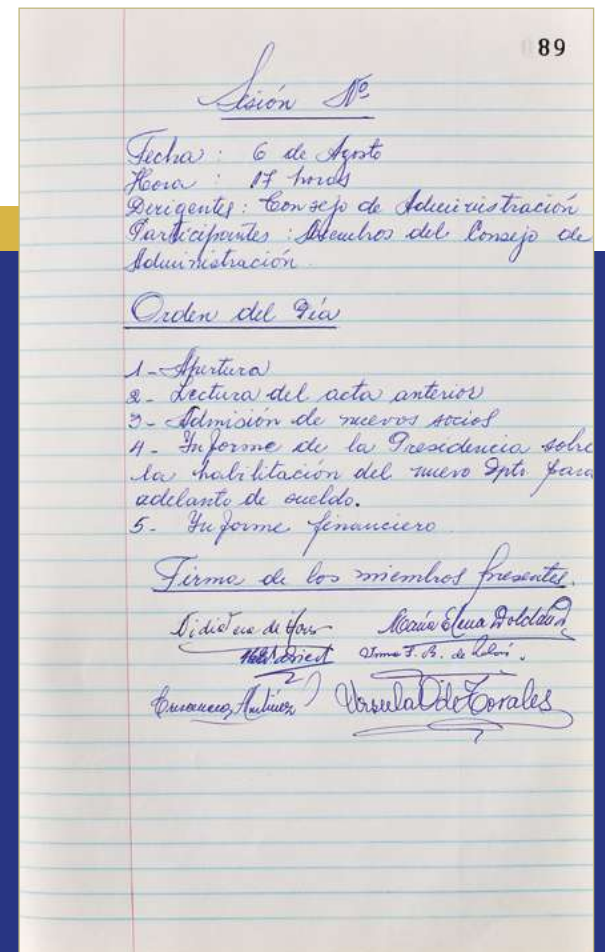 89
Sesión Nº
Fecha: 6 de Agosto
Hora: 17 horas
Dirigentes: Consejo de Administración
Participantes: Miembros del Consejo de
Administración.
Orden del Día
1- Apertura
2- Lectura del acta anterior
3- Admisión de nuevos socios
4- Informe de la Presidencia sobre
la habilitación del nuevo Dpto. para
adelanto de sueldo.
5- Informe financiero
Firma de los miembros presentes.
María Elena Doldán
de
Ursula de Torales